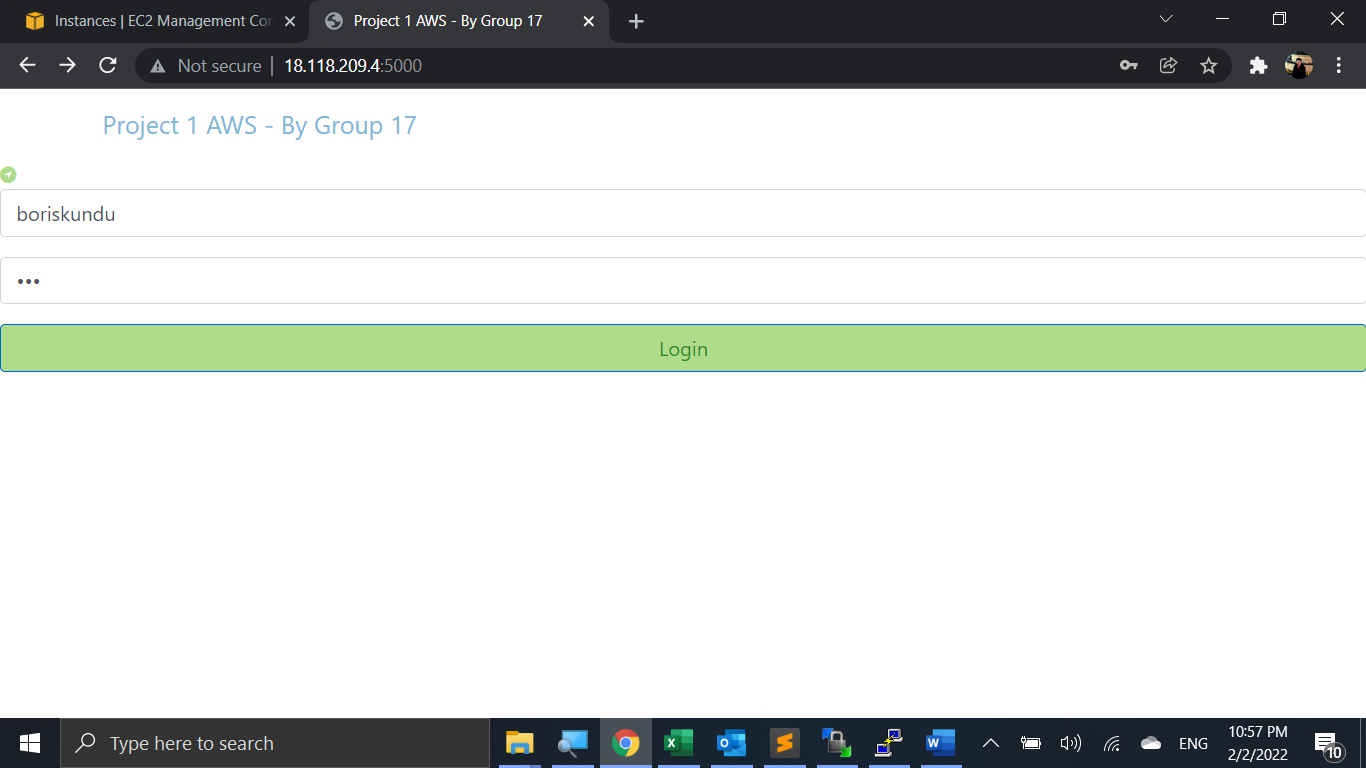 Instances | EC2 Management Con
Project 1 AWS - By Group 17
Not secure | 18.118.209.4:5000
Project 1 AWS - By Group 17
boriskundu
•••
Login
Type here to search
ENG
10:57 PM
2/2/2022
10